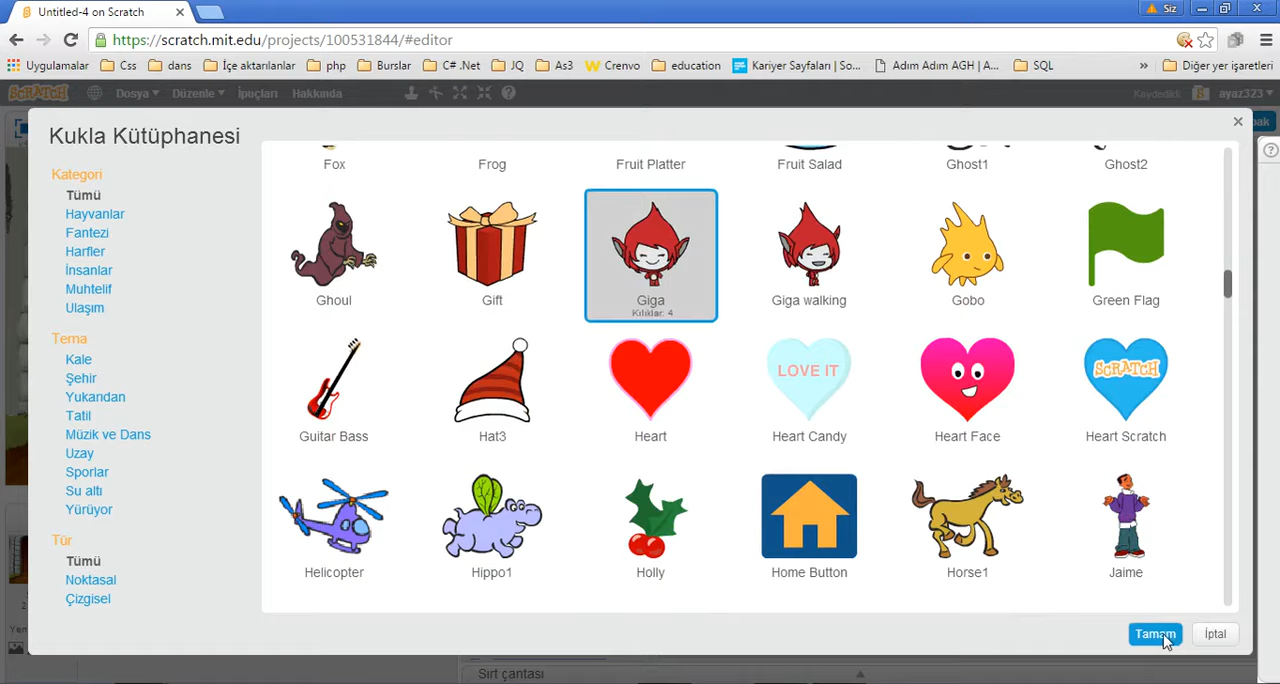 Untitled-4 on Scratch
Siz
https://scratch.mit.edu/projects/100531844/#editor
Uygulamalar Css dans İçe aktarılanlar php Burslar C# .Net JQ As3 Crenvo education Kariyer Sayfaları | So... Adım Adım AGH | A... SQL » Diğer yer işaretleri
SCRATCH Dosya Düzenle İpuçları Hakkında Kaydedildi ayaz323
Kukla Kütüphanesi
Kategori
Tümü
Hayvanlar
Fantezi
Harfler
İnsanlar
Muhtelif
Ulaşım
Tema
Kale
Şehir
Yukarıdan
Tatil
Müzik ve Dans
Uzay
Sporlar
Su altı
Yürüyor
Tür
Tümü
Noktasal
Çizgisel
Fox Frog Fruit Platter Fruit Salad Ghost1 Ghost2
Ghoul Gift Giga Giga walking Gobo Green Flag
Kılıklar: 4
LOVE IT SCRATCH
Guitar Bass Hat3 Heart Heart Candy Heart Face Heart Scratch
Helicopter Hippo1 Holly Home Button Horse1 Jaime
Tamam İptal
Sırt çantası